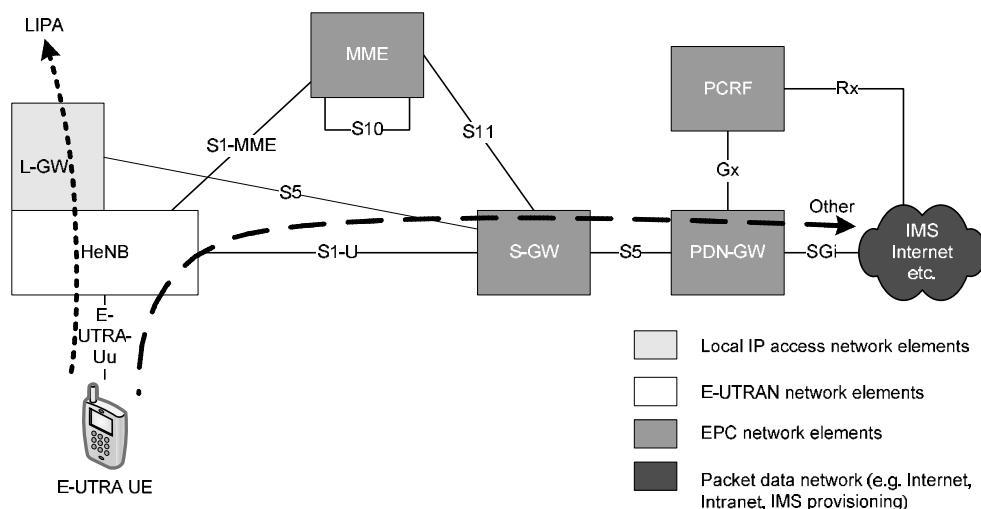 LIPA
MME
PCRF
Rx
S10
S1-MME
S11
L-GW
Gx
S5
Other
HeNB
S1-U
S-GW
S5
PDN-GW
SGi
IMS
Internet
etc.
E-
UTRA-
Uu
Local IP access network elements
E-UTRAN network elements
EPC network elements
Packet data network (e.g. Internet,
Intranet, IMS provisioning)
E-UTRA UE